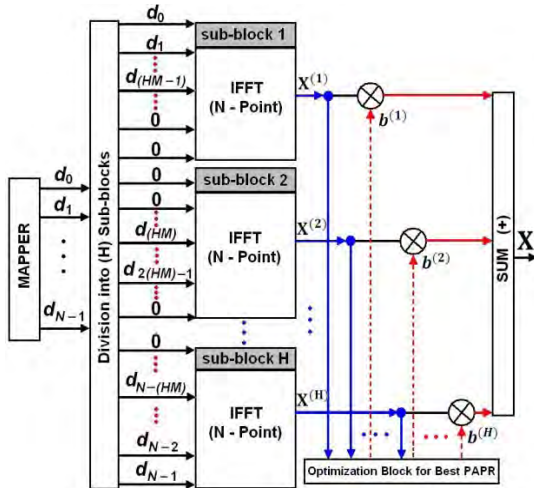 MAPPER
d0
d1
dN−1
Division into (H) Sub-blocks
d0
d1
d(HM−1)
0
0
sub-block 1
IFFT
(N - Point)
X(1)
b(1)
0
0
d(HM)
d2(HM)−1
0
sub-block 2
IFFT
(N - Point)
X(2)
b(2)
0
dN−(HM)
dN−2
dN−1
sub-block H
IFFT
(N - Point)
X(H)
b(H)
Optimization Block for Best PAPR
SUM (+)
X